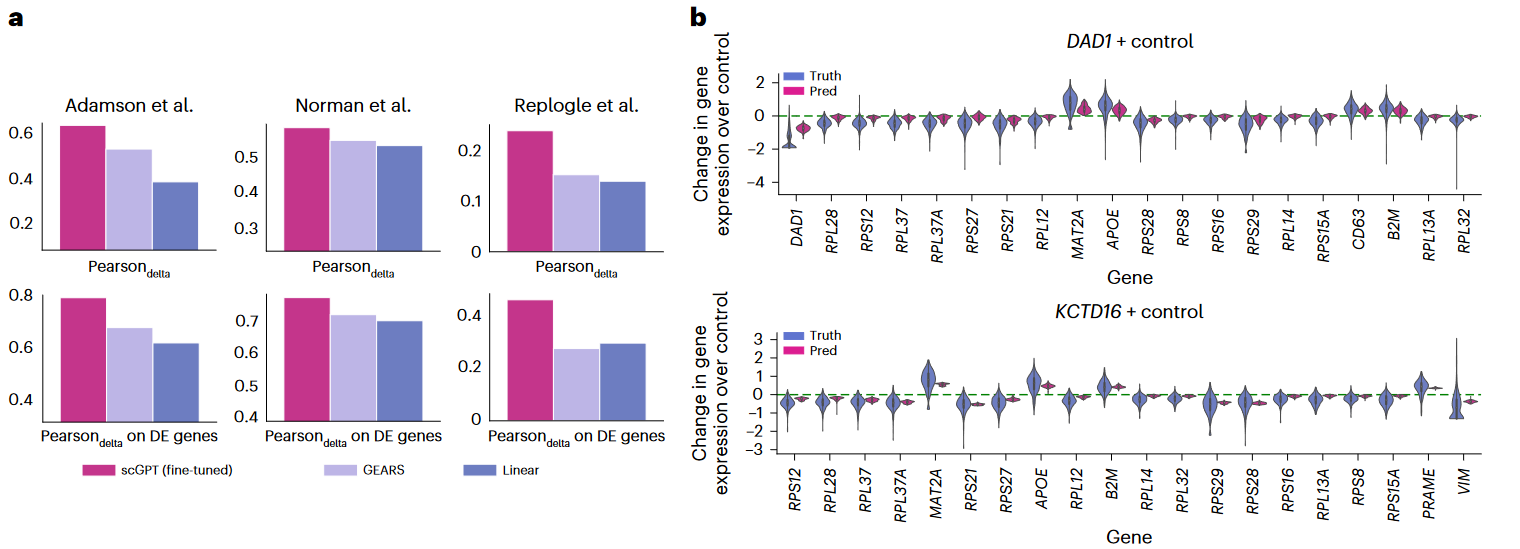 a
Adamson et al.
0.6
0.4
0.2
Pearsondelta
Norman et al.
0.5
0.4
0.3
Pearsondelta
Replogle et al.
0.2
0.1
0
Pearsondelta
0.8
0.6
0.4
Pearsondelta on DE genes
0.7
0.6
0.5
0.4
Pearsondelta on DE genes
0.4
0.2
0
Pearsondelta on DE genes
scGPT (fine-tuned)
GEARS
Linear
b
DAD1 + control
Change in gene
expression over control
Truth
Pred
2
0
−2
−4
DAD1
RPL28
RPS12
RPL37
RPL37A
RPS27
RPS21
RPL12
MAT2A
APOE
RPS28
RPS8
RPS16
RPS29
RPL14
RPS15A
CD63
B2M
RPL13A
RPL32
Gene
KCTD16 + control
Change in gene
expression over control
Truth
Pred
3
2
1
0
−1
−2
−3
RPS12
RPL28
RPL37
RPL37A
MAT2A
RPS21
RPS27
APOE
RPL12
B2M
RPL14
RPL32
RPS29
RPS28
RPS16
RPL13A
RPS8
RPS15A
PRAME
VIM
Gene